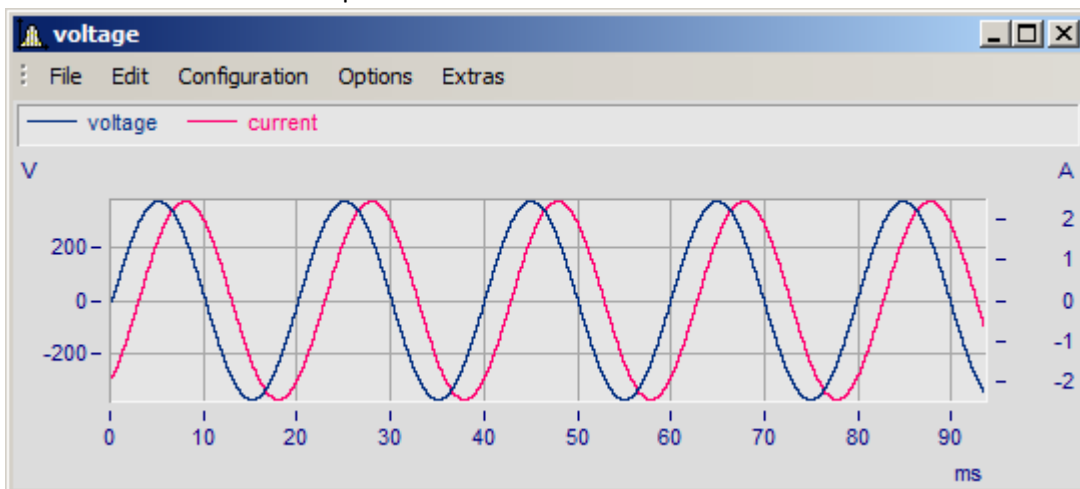 voltage
File Edit Configuration Options Extras
voltage current
V A
2
200 1
0 0
-200 -1
-2
0 10 20 30 40 50 60 70 80 90
ms